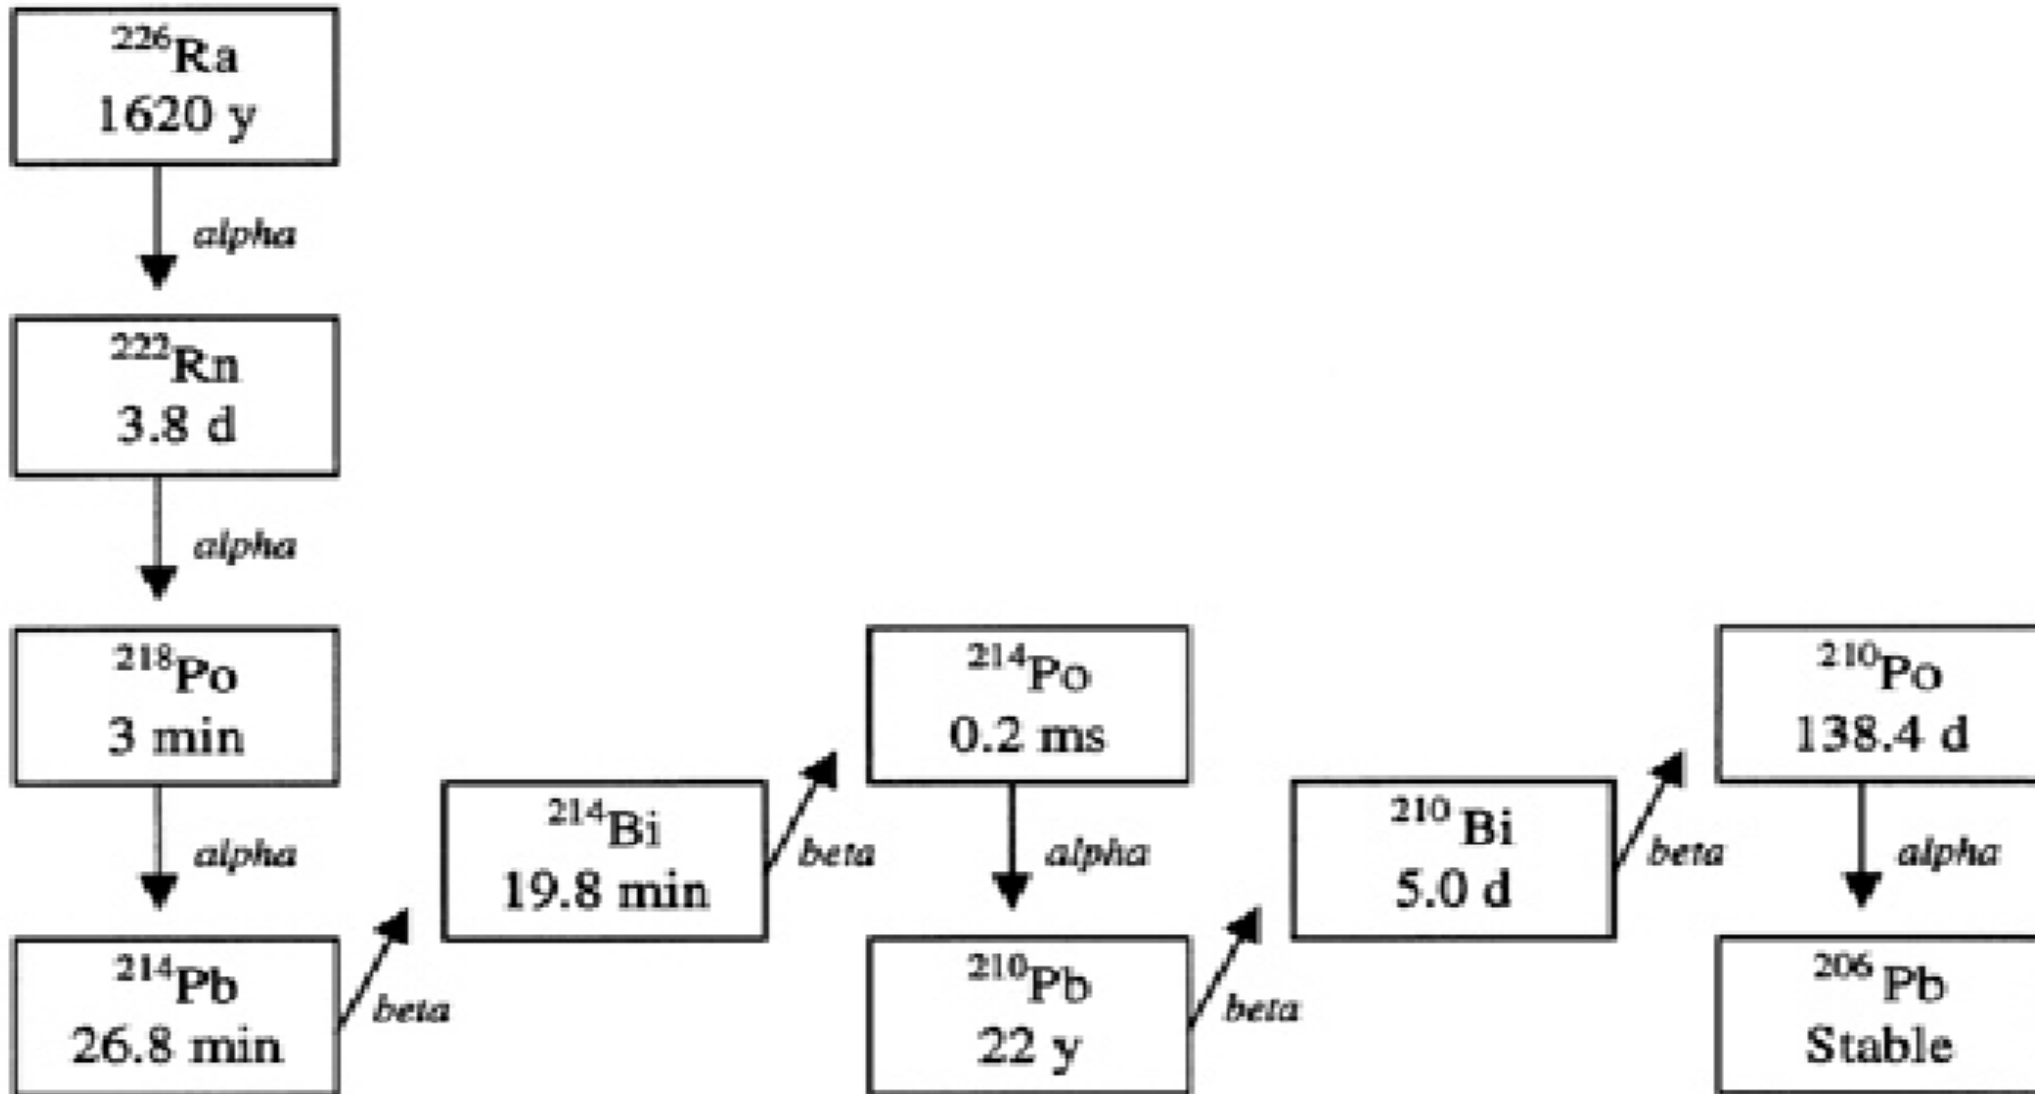 ²²⁶Ra
1620 y
alpha
²²²Rn
3.8 d
alpha
²¹⁸Po
3 min
alpha
²¹⁴Pb
26.8 min
beta
²¹⁴Bi
19.8 min
beta
²¹⁴Po
0.2 ms
alpha
²¹⁰Pb
22 y
beta
²¹⁰ Bi
5.0 d
beta
²¹⁰Po
138.4 d
alpha
²⁰⁶ Pb
Stable